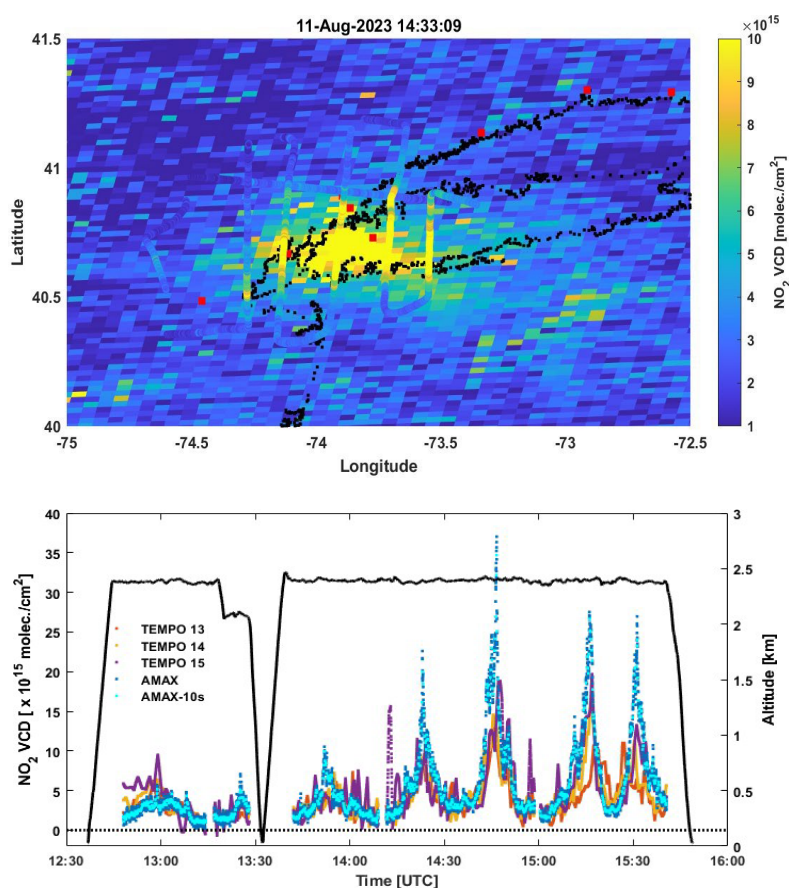 11-Aug-2023 14:33:09
×10¹⁵
41.5
41
40.5
40
Latitude
-75 -74.5 -74 -73.5 -73 -72.5
Longitude
10
9
8
7
6
5
4
3
2
1
NO₂ VCD [molec./cm²]
40
35
30
25
20
15
10
5
0
NO₂ VCD [ x 10¹⁵ molec./cm²]
TEMPO 13
TEMPO 14
TEMPO 15
AMAX
AMAX-10s
3
2.5
2
1.5
1
0.5
0
Altitude [km]
12:30 13:00 13:30 14:00 14:30 15:00 15:30 16:00
Time [UTC]